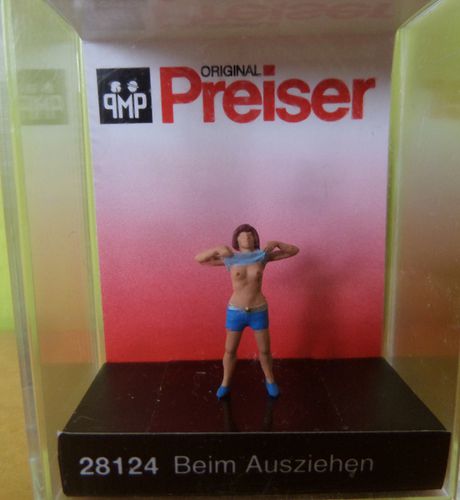 ORIGINAL
PMP Preiser
28124 Beim Ausziehen